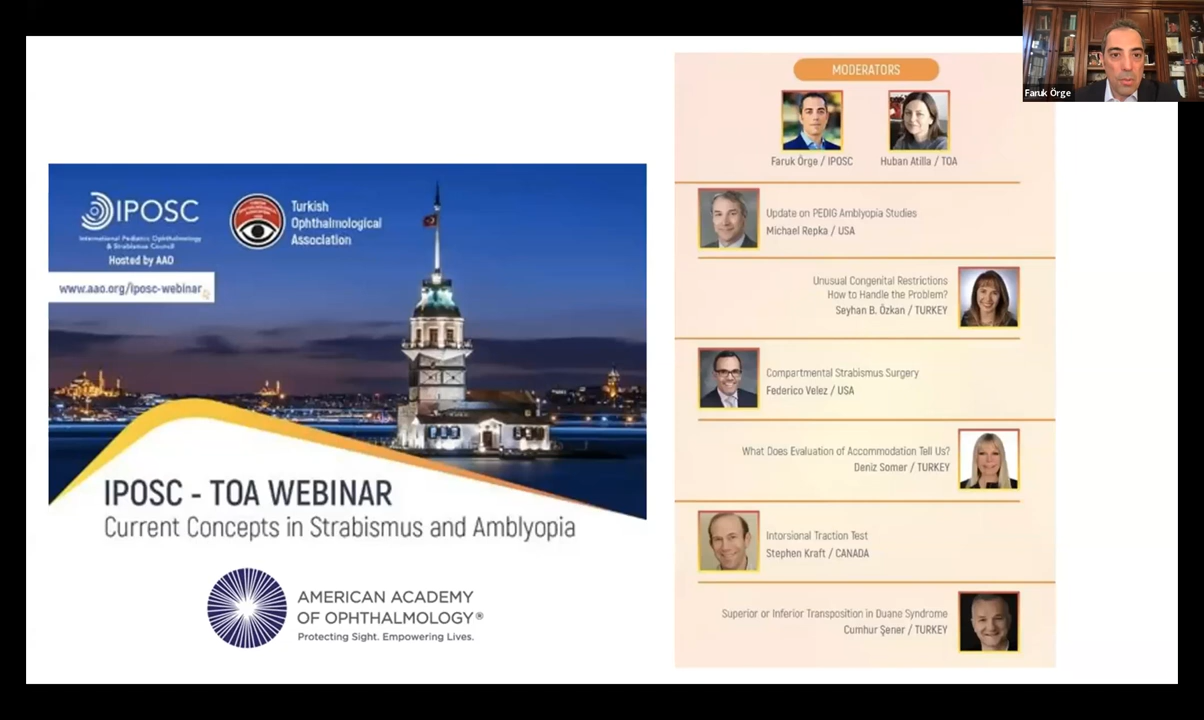 IPOSC
International Pediatric Ophthalmology
& Strabismus Council
Hosted by AAO
www.aao.org/iposc-webinar
Turkish
Ophthalmological
Association
IPOSC - TOA WEBINAR
Current Concepts in Strabismus and Amblyopia
AMERICAN ACADEMY
OF OPHTHALMOLOGY®
Protecting Sight. Empowering Lives.
MODERATORS
Faruk Örge / IPOSC
Huban Atilla / TOA
Update on PEDIG Amblyopia Studies
Michael Repka / USA
Unusual Congenital Restrictions
How to Handle the Problem?
Seyhan B. Özkan / TURKEY
Compartmental Strabismus Surgery
Federico Velez / USA
What Does Evaluation of Accommodation Tell Us?
Deniz Somer / TURKEY
Intorsional Traction Test
Stephen Kraft / CANADA
Superior or Inferior Transposition in Duane Syndrome
Cumhur Şener / TURKEY
Faruk Örge